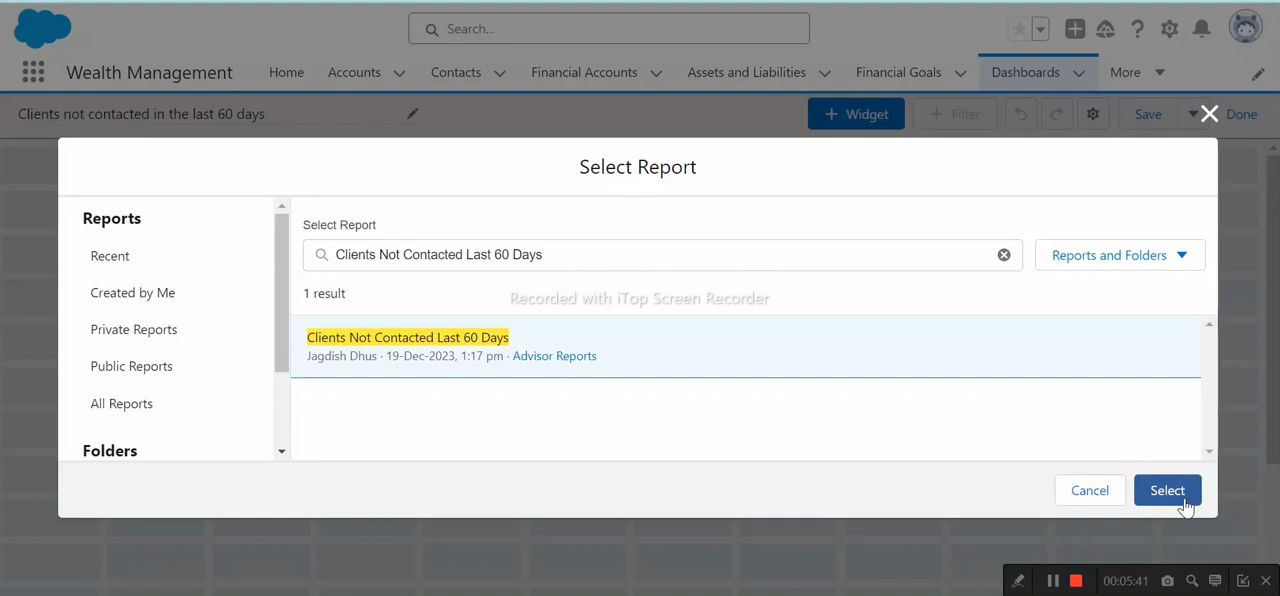 Search...
Wealth Management
Home
Accounts
Contacts
Financial Accounts
Assets and Liabilities
Financial Goals
Dashboards
More
Clients not contacted in the last 60 days
+ Widget
+ Filter
Save
Done
Select Report
Reports
Recent
Created by Me
Private Reports
Public Reports
All Reports
Folders
Select Report
Clients Not Contacted Last 60 Days
Reports and Folders
1 result
Recorded with iTop Screen Recorder
Clients Not Contacted Last 60 Days
Jagdish Dhus · 19-Dec-2023, 1:17 pm · Advisor Reports
Cancel
Select
00:05:41